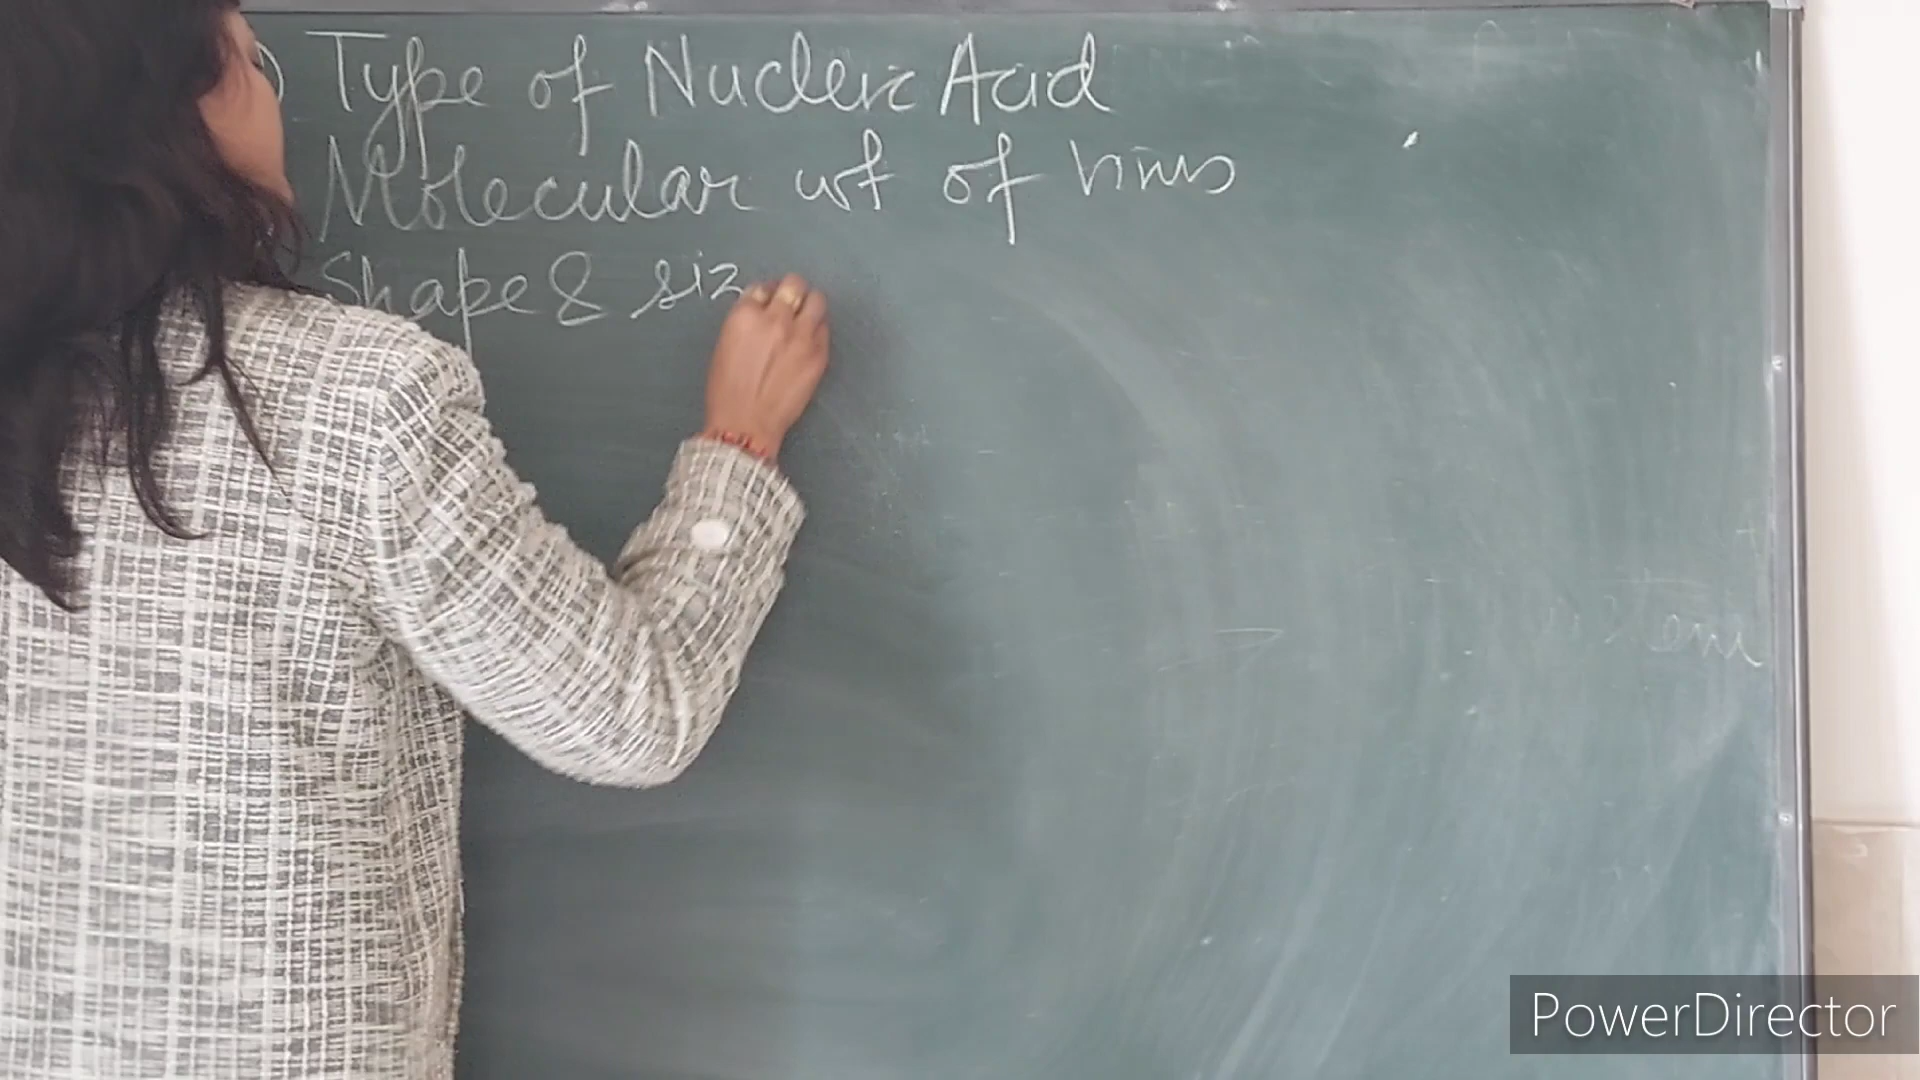 ) Type of Nucleic Acid
Molecular wt of virus
Shape & siz
PowerDirector